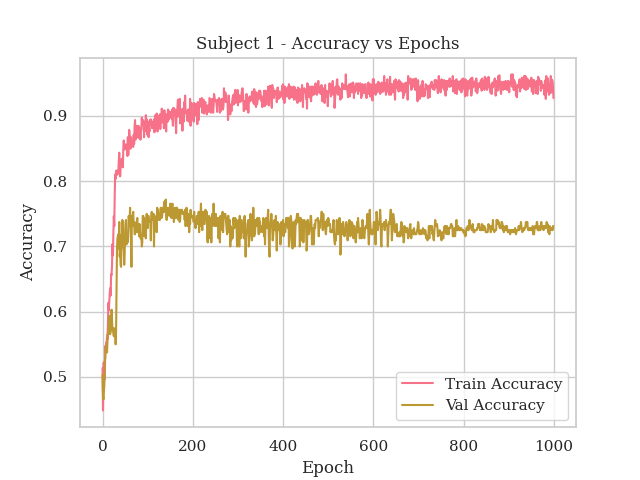 Subject 1 - Accuracy vs Epochs
Accuracy
0.9
0.8
0.7
0.6
0.5
0 200 400 600 800 1000
Epoch
Train Accuracy
Val Accuracy